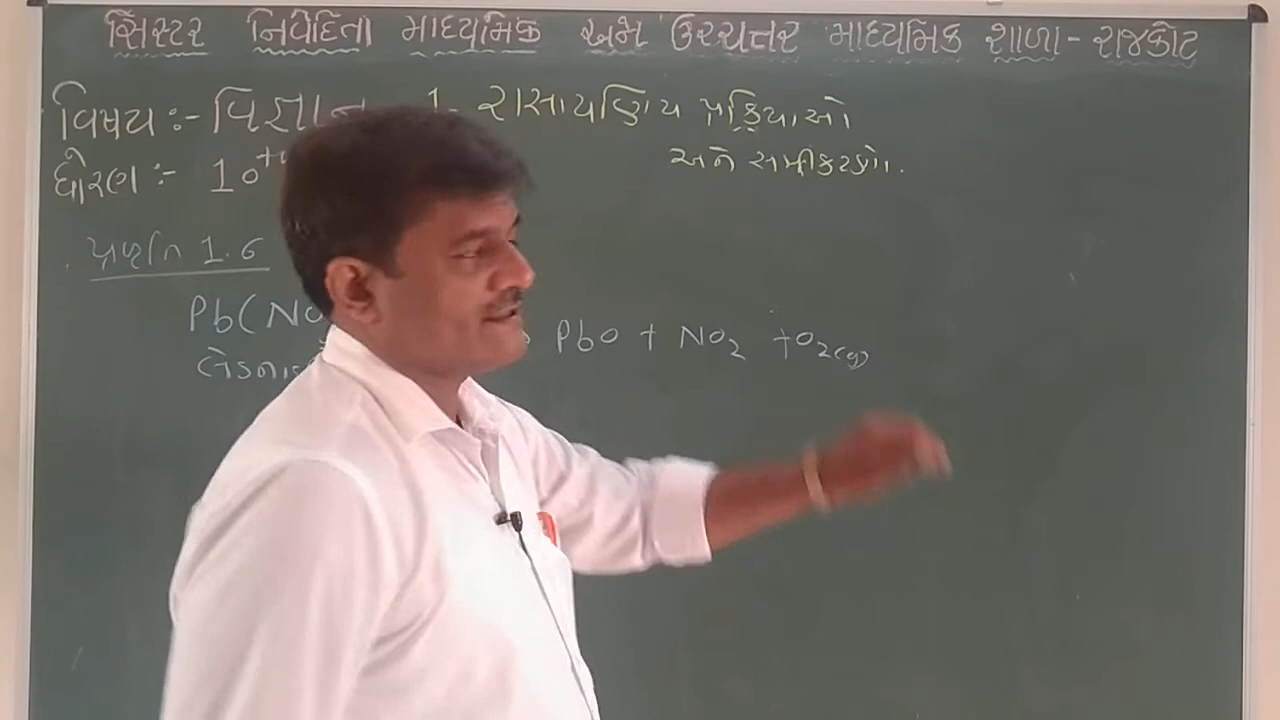 સિસ્ટર નિવેદિતા માધ્યમિક અને ઉચ્ચતર માધ્યમિક શાળા - રાજકોટ
વિષય :- વિજ્ઞાન 1. રાસાયણિય પ્રક્રિયાઓ
ધોરણ :- 10 અને સમીકરણો.
પ્રવૃત્તિ 1.6
Pb(NO PbO + NO2 + O2(g)
લેડના